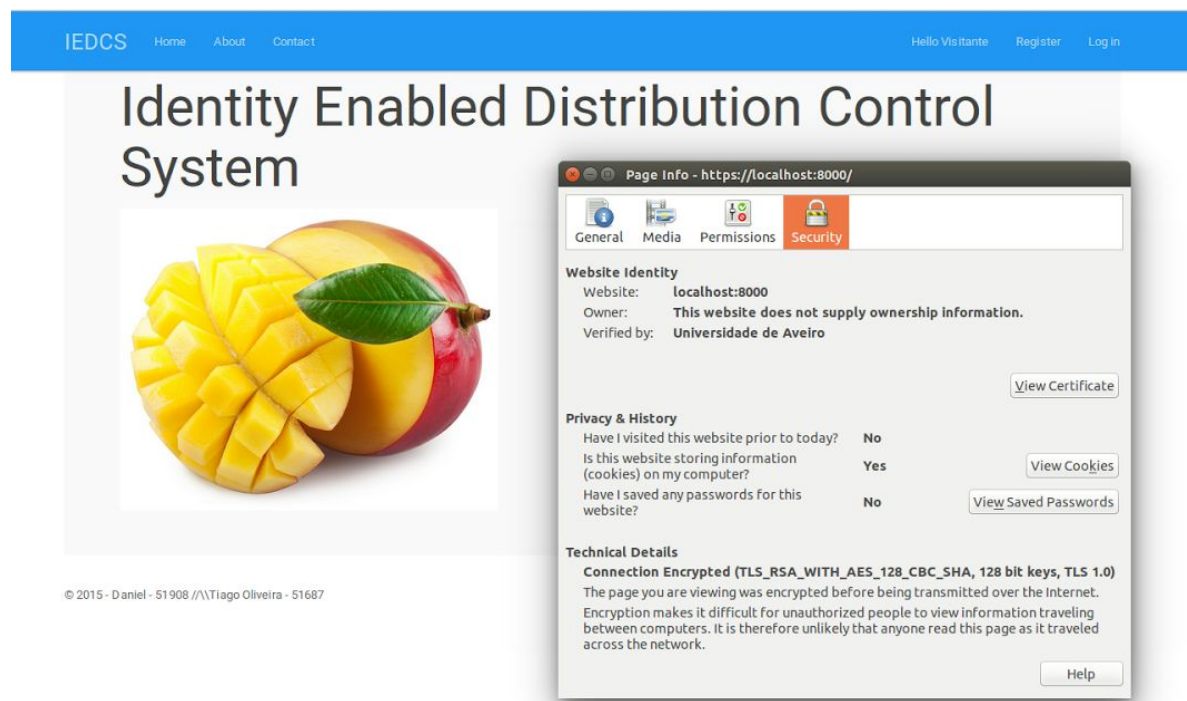 IEDCS Home About Contact Hello Visitante Register Log in
Identity Enabled Distribution Control
System
Page Info - https://localhost:8000/
General Media Permissions Security
Website Identity
Website: localhost:8000
Owner: This website does not supply ownership information.
Verified by: Universidade de Aveiro
View Certificate
Privacy & History
Have I visited this website prior to today? No
Is this website storing information
(cookies) on my computer? Yes View Cookies
Have I saved any passwords for this
website? No View Saved Passwords
Technical Details
Connection Encrypted (TLS_RSA_WITH_AES_128_CBC_SHA, 128 bit keys, TLS 1.0)
The page you are viewing was encrypted before being transmitted over the Internet.
Encryption makes it difficult for unauthorized people to view information traveling
between computers. It is therefore unlikely that anyone read this page as it traveled
across the network.
Help
© 2015 - Daniel - 51908 //\\Tiago Oliveira - 51687